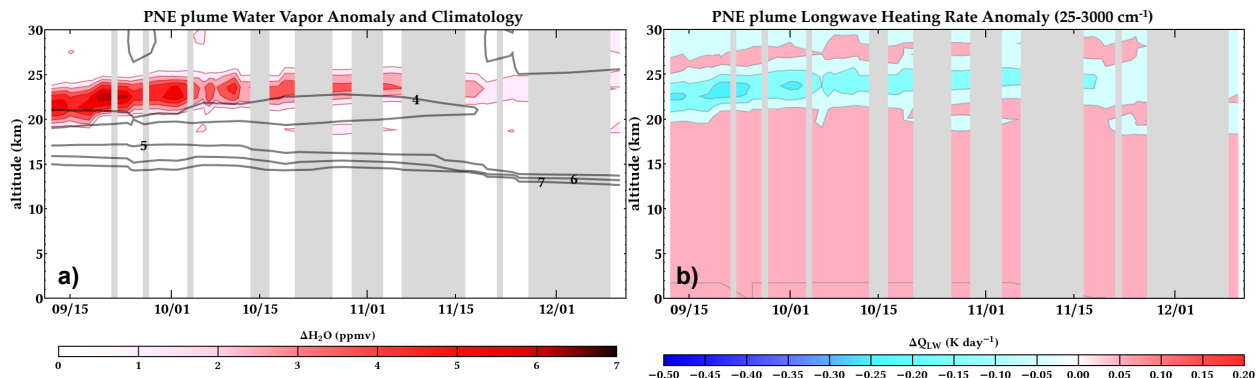 PNE plume Water Vapor Anomaly and Climatology
30
25
20
15
10
5
0
altitude (km)
4
5
6
7
a)
09/15 10/01 10/15 11/01 11/15 12/01
ΔH₂O (ppmv)
0 1 2 3 4 5 6 7
PNE plume Longwave Heating Rate Anomaly (25-3000 cm⁻¹)
30
25
20
15
10
5
0
altitude (km)
b)
09/15 10/01 10/15 11/01 11/15 12/01
ΔQLW (K day⁻¹)
−0.50 −0.45 −0.40 −0.35 −0.30 −0.25 −0.20 −0.15 −0.10 −0.05 0.00 0.05 0.10 0.15 0.20